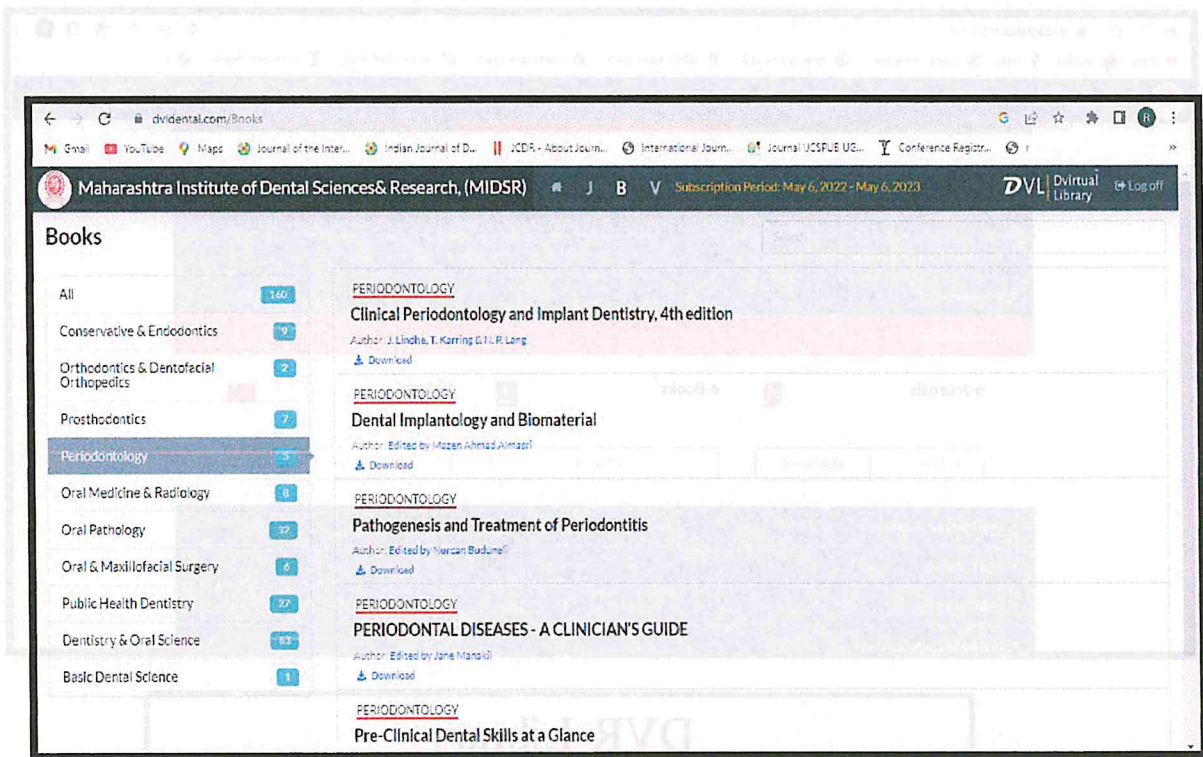 dvldental.com/Books
Gmail YouTube Maps Journal of the Inter... Indian Journal of D... JCDR - About Journ... International Journ... Journal UCSPUB UG... Conference Registr...
Maharashtra Institute of Dental Sciences& Research, (MIDSR) J B V Subscription Period: May 6, 2022 - May 6, 2023 DVL Dvirtual Library Log off
Books
Search
All 160
Conservative & Endodontics 9
Orthodontics & Dentofacial
Orthopedics 2
Prosthodontics 7
Periodontology 5
Oral Medicine & Radiology 8
Oral Pathology 32
Oral & Maxillofacial Surgery 6
Public Health Dentistry 27
Dentistry & Oral Science 63
Basic Dental Science 1
PERIODONTOLOGY
Clinical Periodontology and Implant Dentistry, 4th edition
Author: J. Lindhe, T. Karring & N. P. Lang
Download
PERIODONTOLOGY
Dental Implantology and Biomaterial
Author: Edited by Mazen Ahmad Almasri
Download
PERIODONTOLOGY
Pathogenesis and Treatment of Periodontitis
Author: Edited by Nurcan Buduneli
Download
PERIODONTOLOGY
PERIODONTAL DISEASES - A CLINICIAN'S GUIDE
Author: Edited by Jane Manakil
Download
PERIODONTOLOGY
Pre-Clinical Dental Skills at a Glance